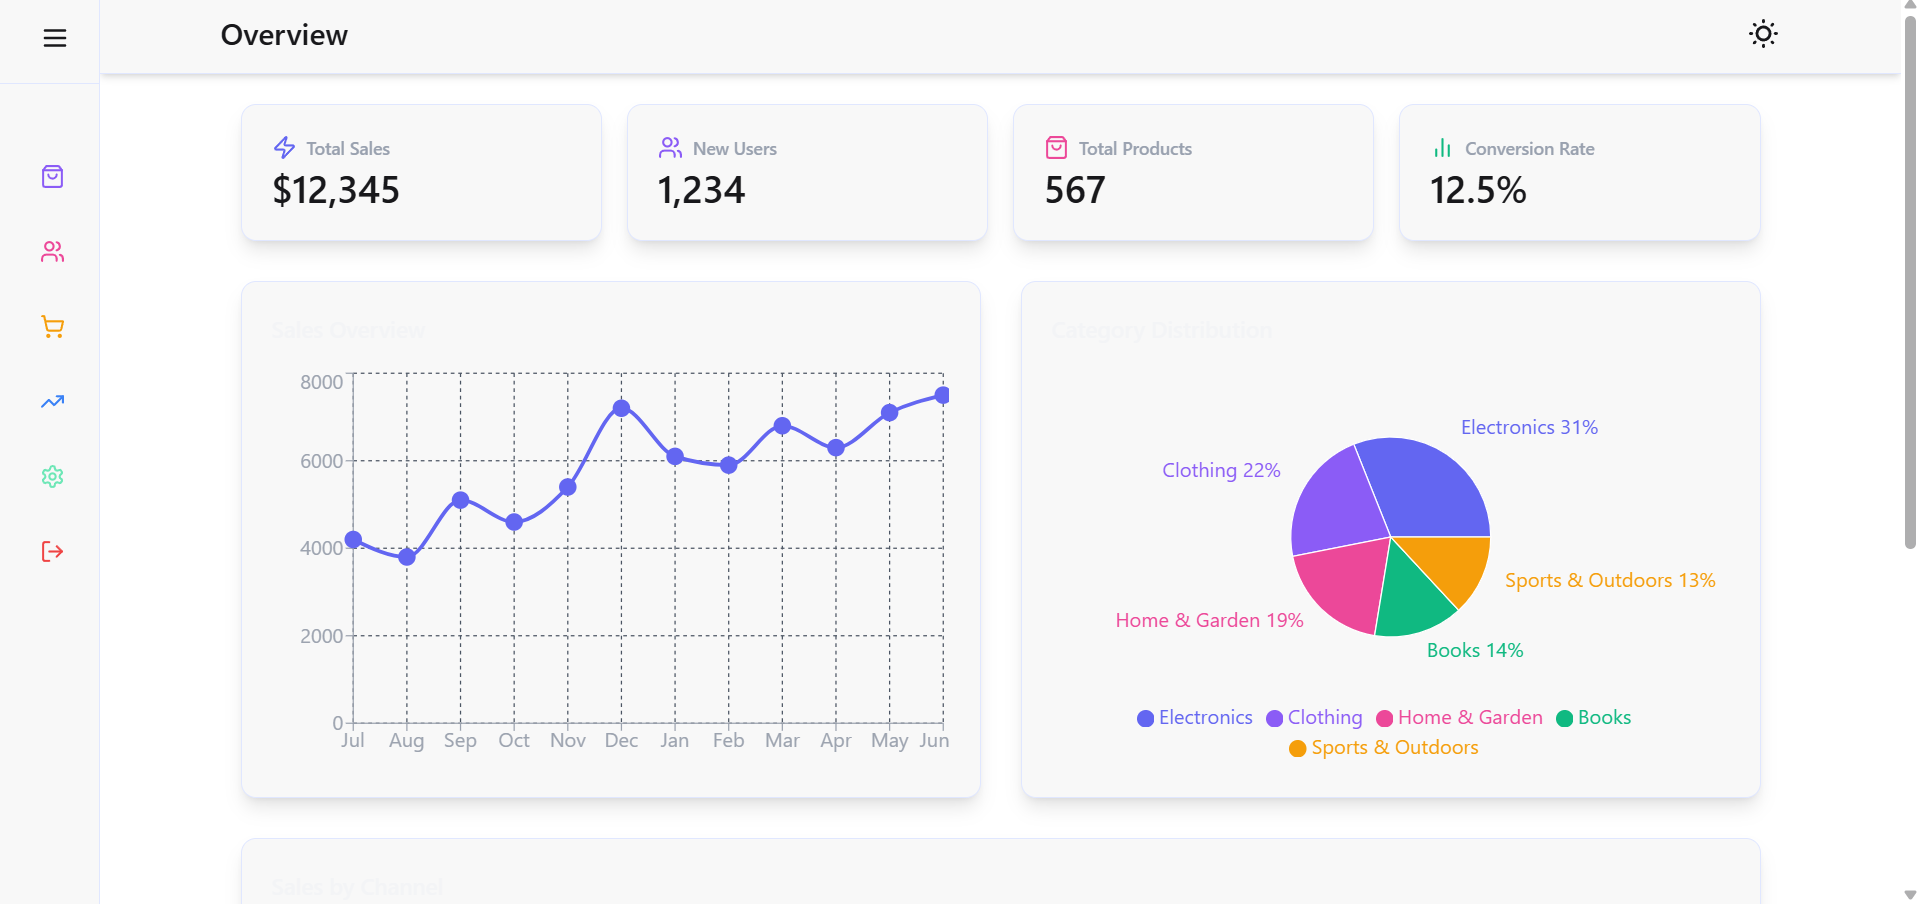 Overview
Total Sales
$12,345
New Users
1,234
Total Products
567
Conversion Rate
12.5%
Sales Overview
8000
6000
4000
2000
0
Jul Aug Sep Oct Nov Dec Jan Feb Mar Apr May Jun
Category Distribution
Electronics 31%
Clothing 22%
Sports & Outdoors 13%
Home & Garden 19%
Books 14%
Electronics Clothing Home & Garden Books
Sports & Outdoors
Sales by Channel